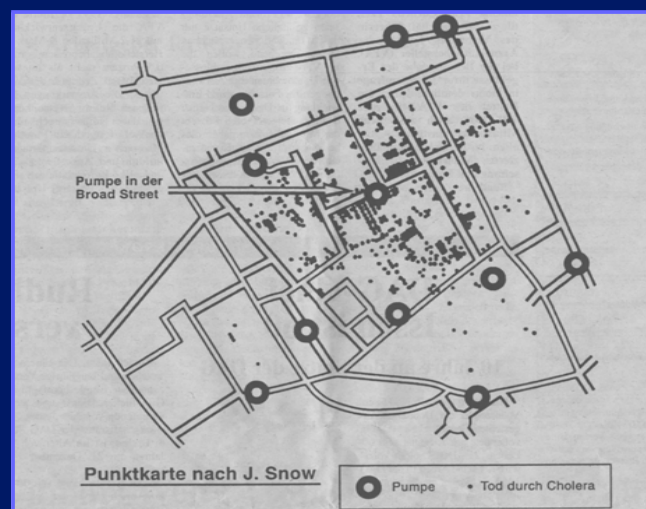 Pumpe in der
Broad Street
Punktkarte nach J. Snow
Pumpe
Tod durch Cholera